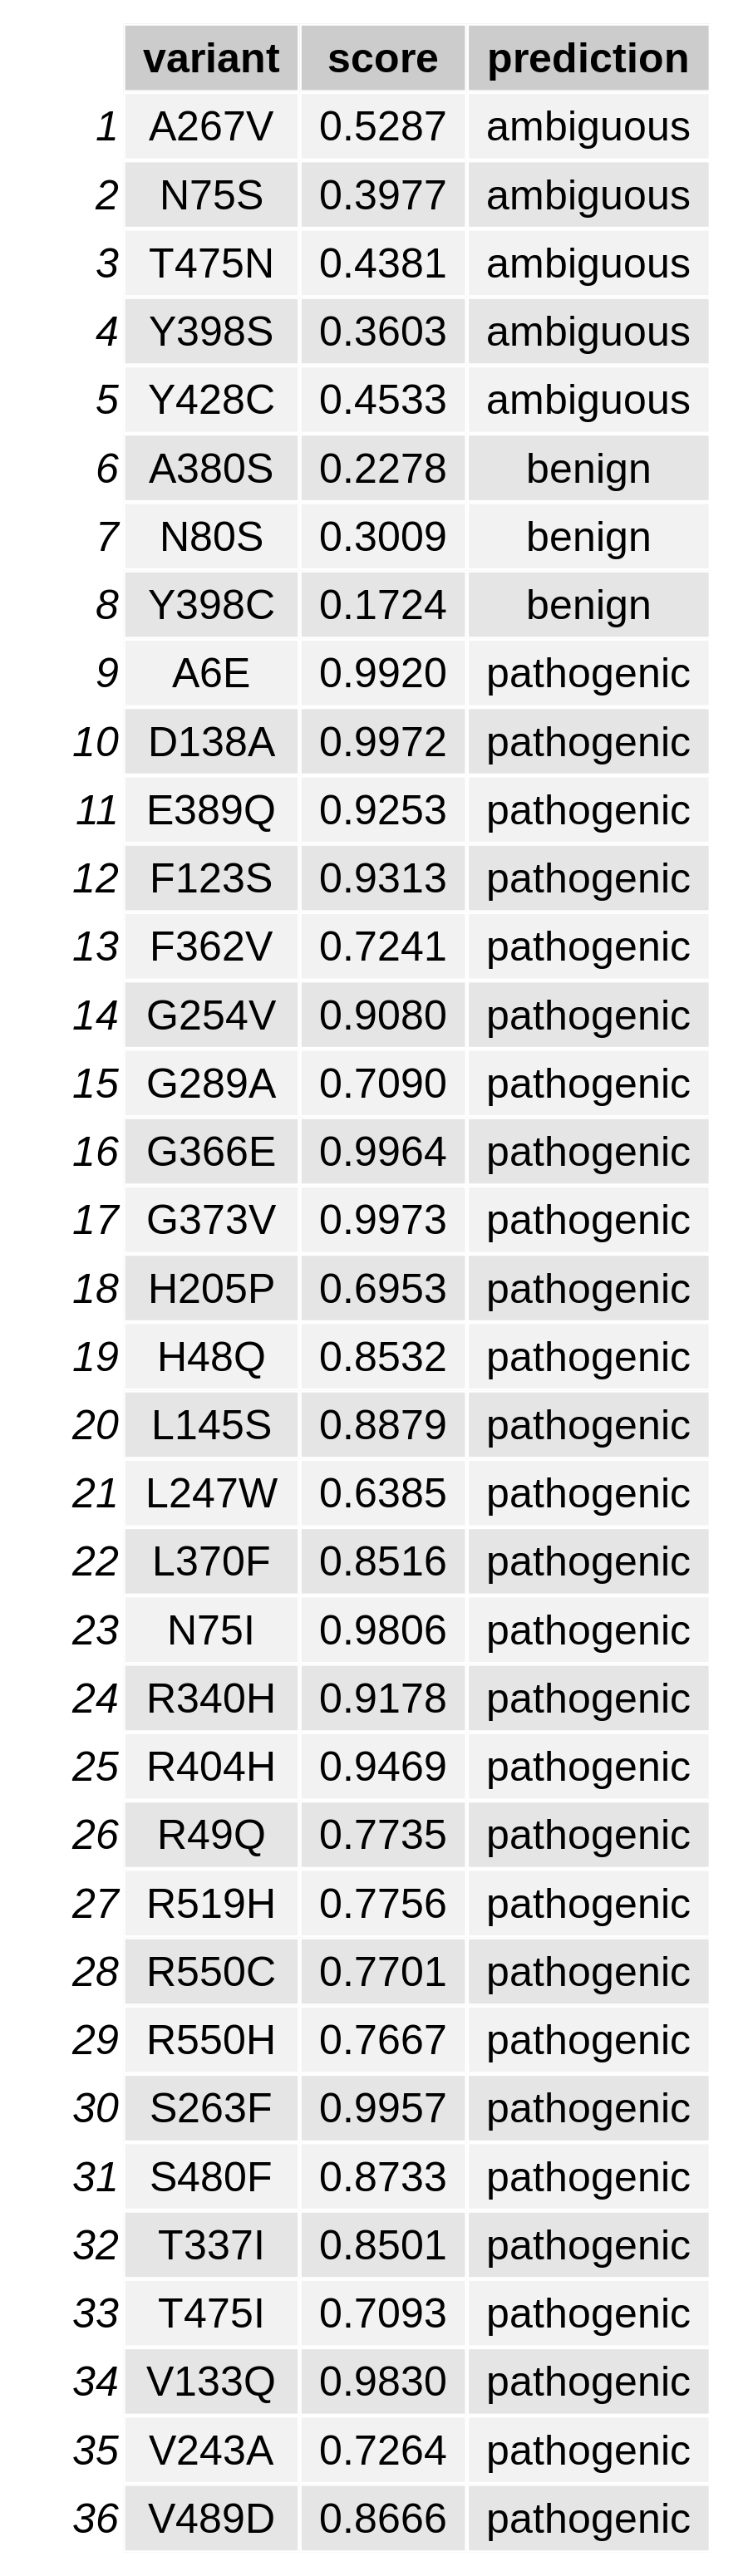 variant score prediction
1 A267V 0.5287 ambiguous
2 N75S 0.3977 ambiguous
3 T475N 0.4381 ambiguous
4 Y398S 0.3603 ambiguous
5 Y428C 0.4533 ambiguous
6 A380S 0.2278 benign
7 N80S 0.3009 benign
8 Y398C 0.1724 benign
9 A6E 0.9920 pathogenic
10 D138A 0.9972 pathogenic
11 E389Q 0.9253 pathogenic
12 F123S 0.9313 pathogenic
13 F362V 0.7241 pathogenic
14 G254V 0.9080 pathogenic
15 G289A 0.7090 pathogenic
16 G366E 0.9964 pathogenic
17 G373V 0.9973 pathogenic
18 H205P 0.6953 pathogenic
19 H48Q 0.8532 pathogenic
20 L145S 0.8879 pathogenic
21 L247W 0.6385 pathogenic
22 L370F 0.8516 pathogenic
23 N75I 0.9806 pathogenic
24 R340H 0.9178 pathogenic
25 R404H 0.9469 pathogenic
26 R49Q 0.7735 pathogenic
27 R519H 0.7756 pathogenic
28 R550C 0.7701 pathogenic
29 R550H 0.7667 pathogenic
30 S263F 0.9957 pathogenic
31 S480F 0.8733 pathogenic
32 T337I 0.8501 pathogenic
33 T475I 0.7093 pathogenic
34 V133Q 0.9830 pathogenic
35 V243A 0.7264 pathogenic
36 V489D 0.8666 pathogenic